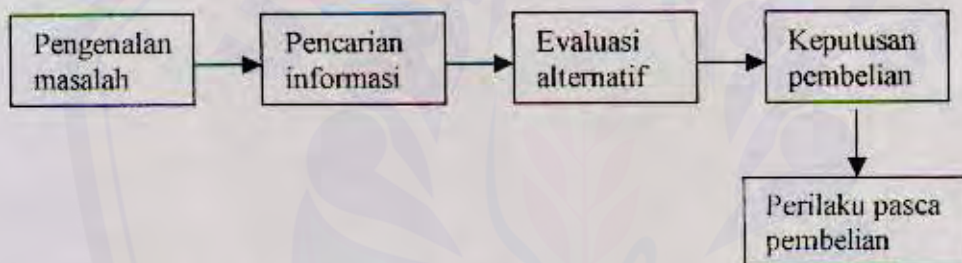 Pengenalan
masalah
Pencarian
informasi
Evaluasi
alternatif
Keputusan
pembelian
Perilaku pasca
pembelian